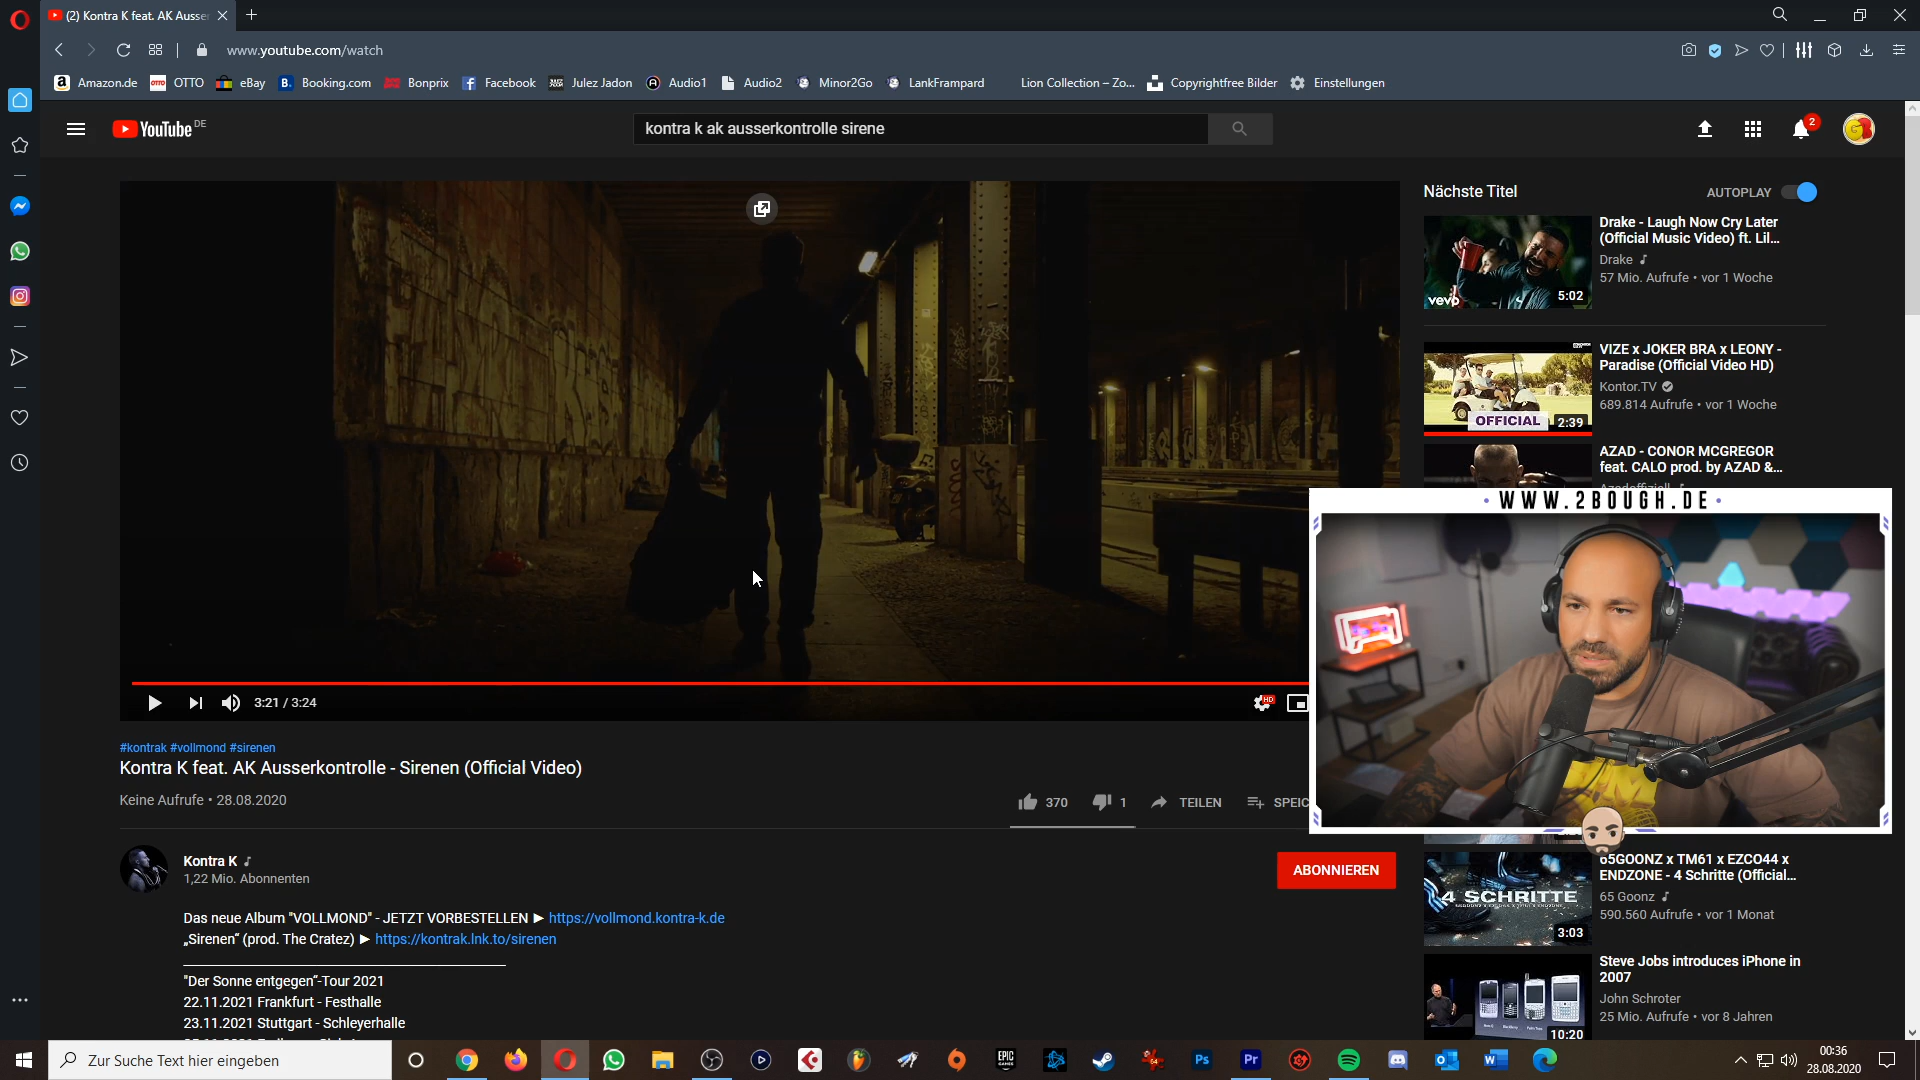 (2) Kontra K feat. AK Ausser
www.youtube.com/watch
Amazon.de OTTO eBay Booking.com Bonprix Facebook Julez Jadon Audio1 Audio2 Minor2Go LankFrampard Lion Collection – Zo... Copyrightfree Bilder Einstellungen
YouTube DE
kontra k ak ausserkontrolle sirene
2
Nächste Titel
AUTOPLAY
Drake - Laugh Now Cry Later
(Official Music Video) ft. Lil...
Drake
57 Mio. Aufrufe • vor 1 Woche
vevo
5:02
VIZE x JOKER BRA x LEONY -
Paradise (Official Video HD)
Kontor.TV
689.814 Aufrufe • vor 1 Woche
OFFICIAL
2:39
AZAD - CONOR MCGREGOR
feat. CALO prod. by AZAD &...
WWW.2BOUGH.DE
3:21 / 3:24
HD
#kontrak #vollmond #sirenen
Kontra K feat. AK Ausserkontrolle - Sirenen (Official Video)
Keine Aufrufe • 28.08.2020
370
1
TEILEN
SPEIC
Kontra K
1,22 Mio. Abonnenten
ABONNIEREN
Das neue Album "VOLLMOND" - JETZT VORBESTELLEN ► https://vollmond.kontra-k.de
„Sirenen“ (prod. The Cratez) ► https://kontrak.lnk.to/sirenen
"Der Sonne entgegen“-Tour 2021
22.11.2021 Frankfurt - Festhalle
23.11.2021 Stuttgart - Schleyerhalle
65GOONZ x TM61 x EZCO44 x
ENDZONE - 4 Schritte (Official...
65 Goonz
590.560 Aufrufe • vor 1 Monat
4 SCHRITTE
3:03
Steve Jobs introduces iPhone in
2007
John Schroter
25 Mio. Aufrufe • vor 8 Jahren
10:20
Zur Suche Text hier eingeben
EPIC
GAMES
64
Ps
Pr
00:36
28.08.2020